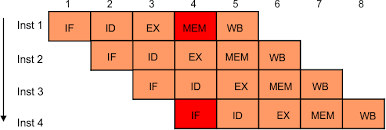 1 2 3 4 5 6 7 8
Inst 1 IF ID EX MEM WB
Inst 2 IF ID EX MEM WB
Inst 3 IF ID EX MEM WB
Inst 4 IF ID EX MEM WB